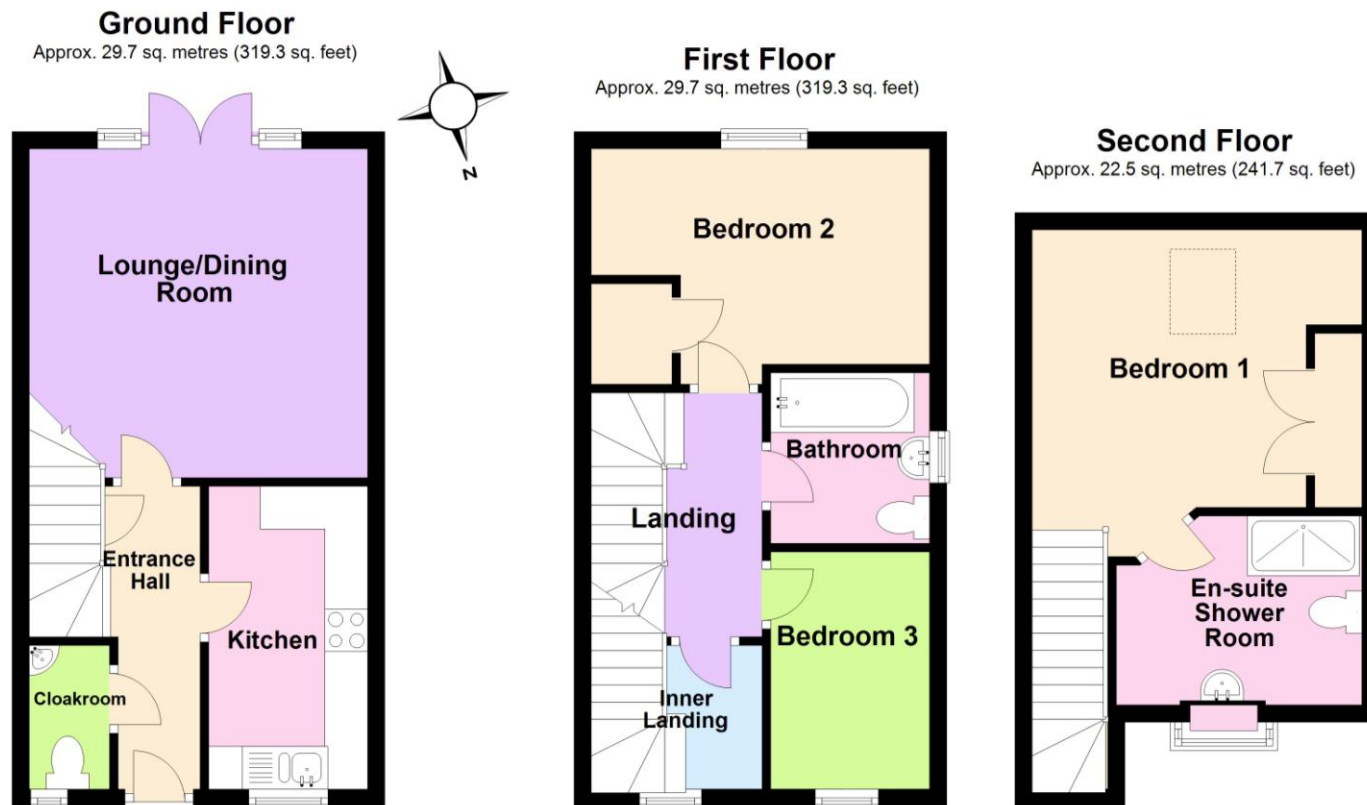 Ground Floor
Approx. 29.7 sq. metres (319.3 sq. feet)
Lounge/Dining
Room
Entrance
Hall
Kitchen
Cloakroom
N
First Floor
Approx. 29.7 sq. metres (319.3 sq. feet)
Bedroom 2
Bathroom
Landing
Bedroom 3
Inner
Landing
Second Floor
Approx. 22.5 sq. metres (241.7 sq. feet)
Bedroom 1
En-suite
Shower
Room